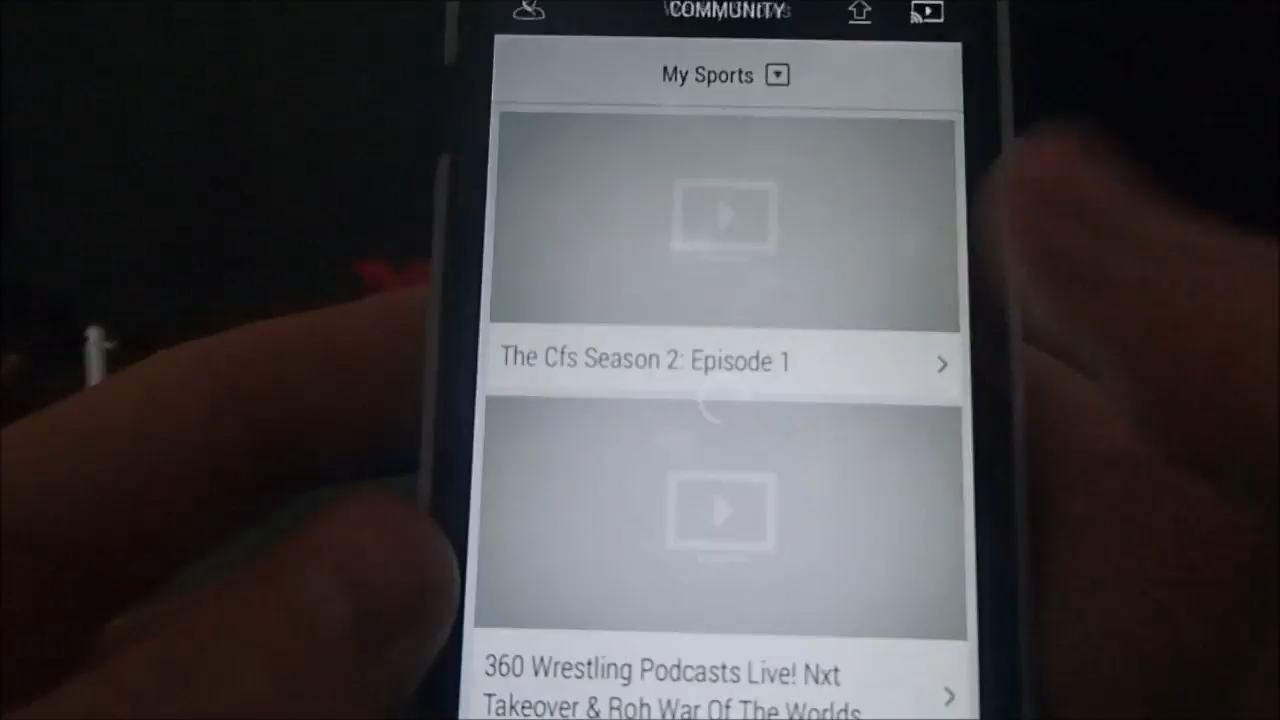 COMMUNITY
My Sports
The Cfs Season 2: Episode 1
360 Wrestling Podcasts Live! Nxt
Takeover & Roh War Of The Worlds